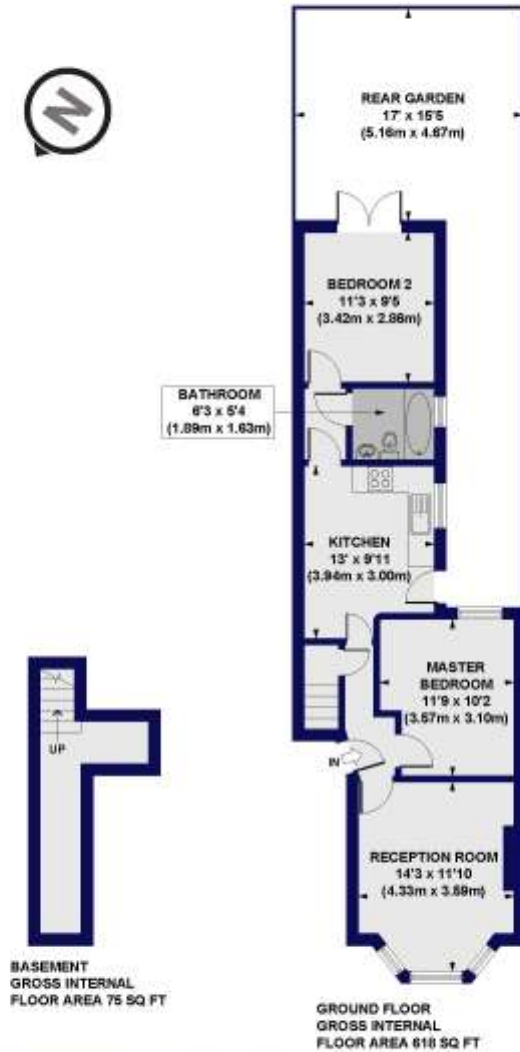 N
REAR GARDEN
17' x 15'5
(5.16m x 4.67m)
BEDROOM 2
11'3 x 9'5
(3.42m x 2.86m)
BATHROOM
6'3 x 5'4
(1.89m x 1.63m)
KITCHEN
13' x 9'11
(3.94m x 3.00m)
MASTER
BEDROOM
11'9 x 10'2
(3.57m x 3.10m)
UP
IN
RECEPTION ROOM
14'3 x 11'10
(4.33m x 3.59m)
BASEMENT
GROSS INTERNAL
FLOOR AREA 75 SQ FT
GROUND FLOOR
GROSS INTERNAL
FLOOR AREA 618 SQ FT